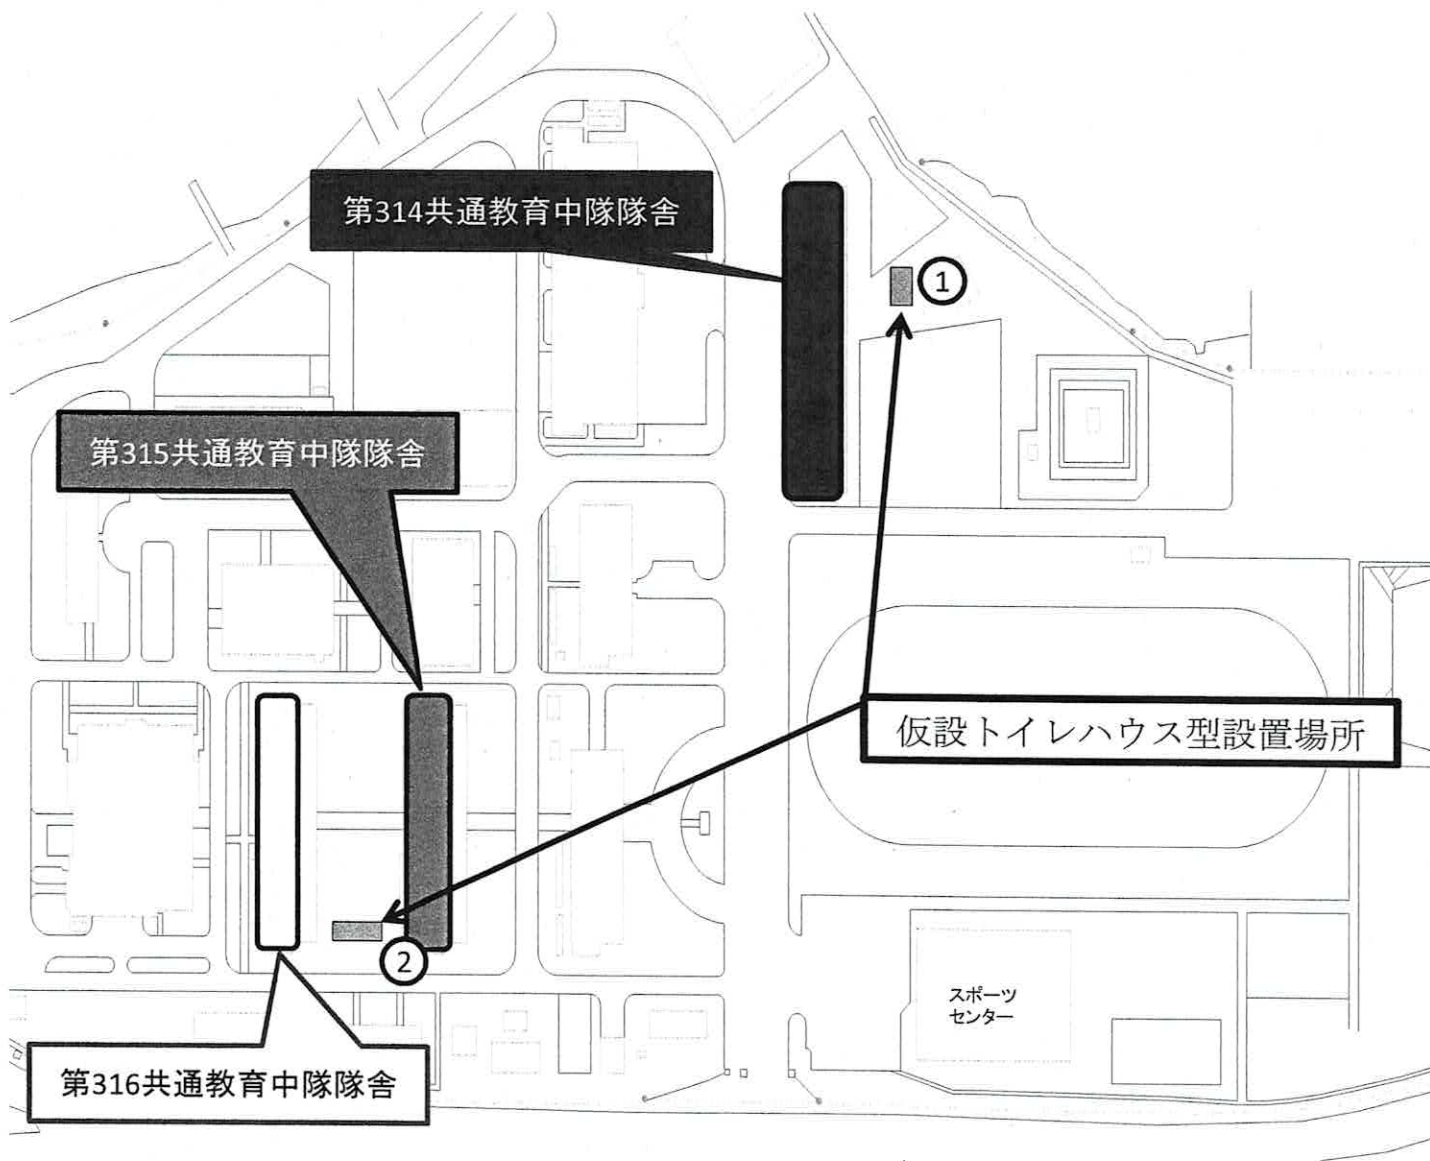 第314共通教育中隊隊舎
①
第315共通教育中隊隊舎
仮設トイレハウス型設置場所
②
スポーツ
センター
第316共通教育中隊隊舎